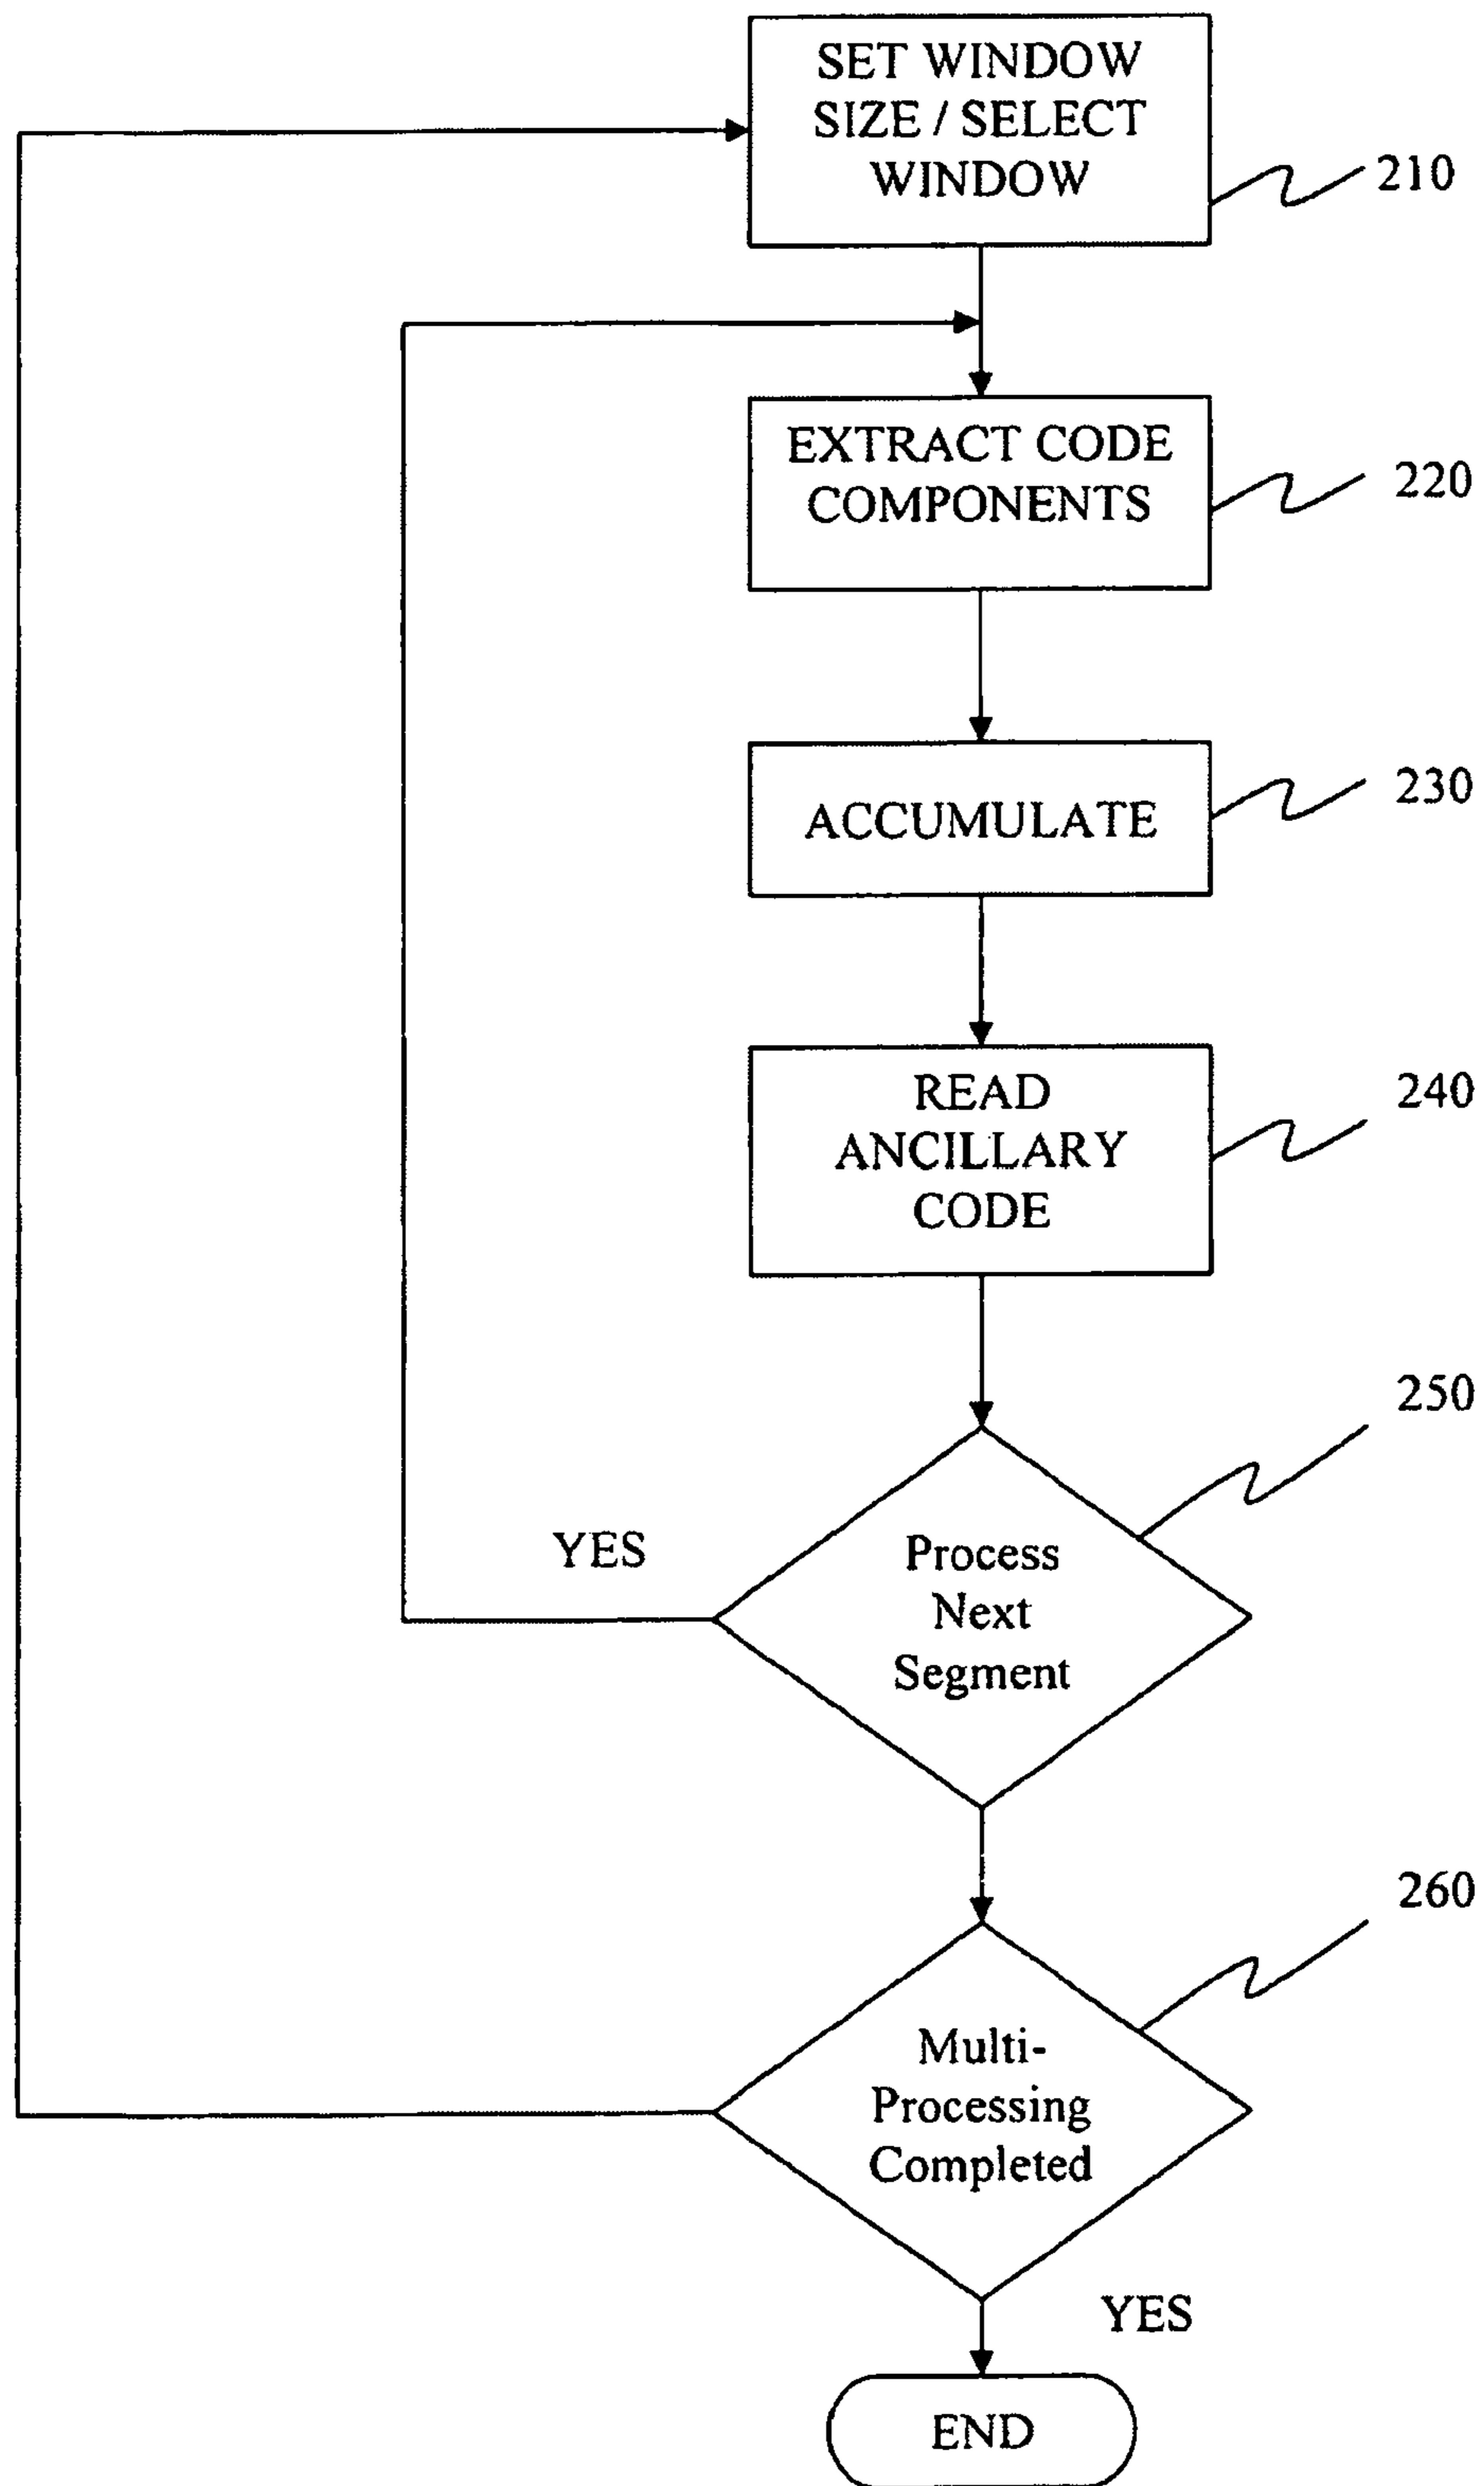 SET WINDOW
SIZE / SELECT
WINDOW
210
EXTRACT CODE
COMPONENTS
220
ACCUMULATE
230
READ
ANCILLARY
CODE
240
250
YES
Process
Next
Segment
260
Multi-
Processing
Completed
YES
END